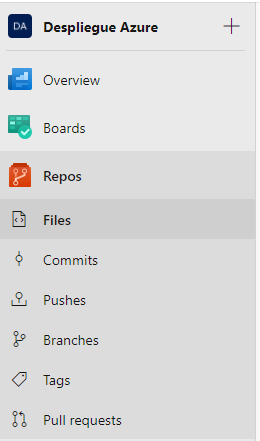 DA Despliegue Azure
Overview
Boards
Repos
Files
Commits
Pushes
Branches
Tags
Pull requests